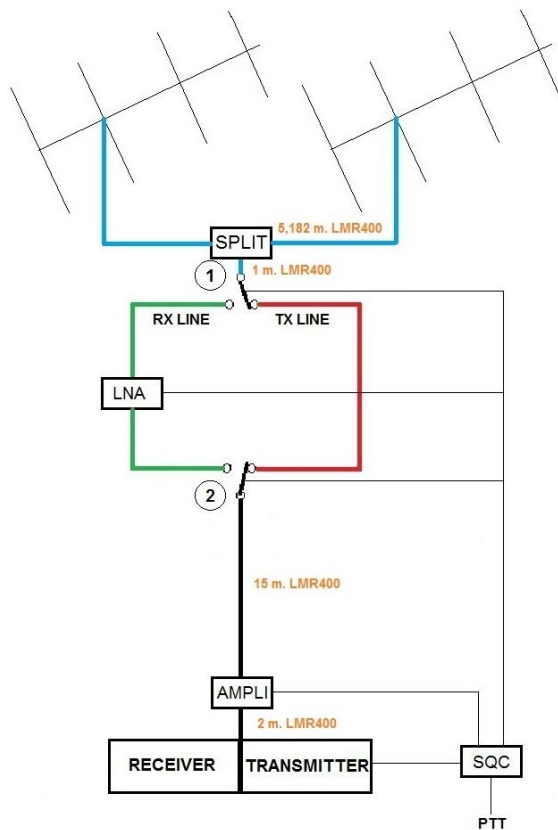 5,182 m. LMR400
SPLIT
1
1 m. LMR400
RX LINE
TX LINE
LNA
2
15 m. LMR400
AMPLI
2 m. LMR400
RECEIVER
TRANSMITTER
SQC
PTT